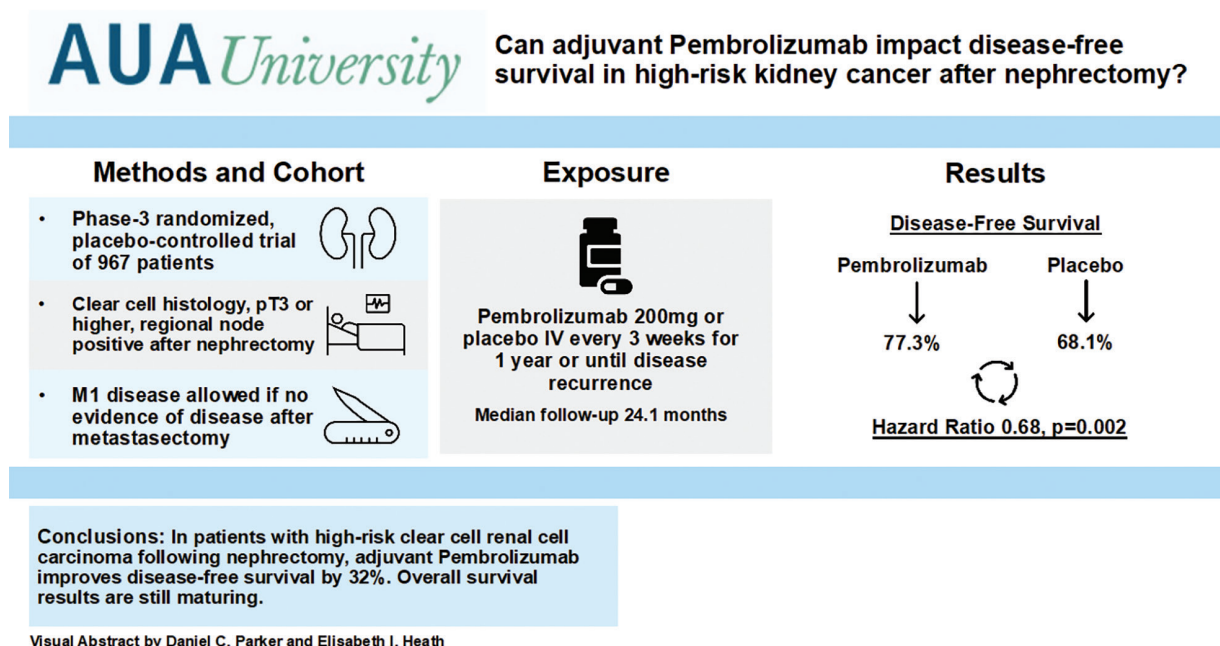 AUA University
Can adjuvant Pembrolizumab impact disease-free
survival in high-risk kidney cancer after nephrectomy?
Methods and Cohort
• Phase-3 randomized,
placebo-controlled trial
of 967 patients
• Clear cell histology, pT3 or
higher, regional node
positive after nephrectomy
• M1 disease allowed if no
evidence of disease after
metastasectomy
Exposure
Pembrolizumab 200mg or
placebo IV every 3 weeks for
1 year or until disease
recurrence
Median follow-up 24.1 months
Results
Disease-Free Survival
Pembrolizumab
Placebo
77.3%
68.1%
Hazard Ratio 0.68, p=0.002
Conclusions: In patients with high-risk clear cell renal cell
carcinoma following nephrectomy, adjuvant Pembrolizumab
improves disease-free survival by 32%. Overall survival
results are still maturing.
Visual Abstract by Daniel C. Parker and Elisabeth I. Heath